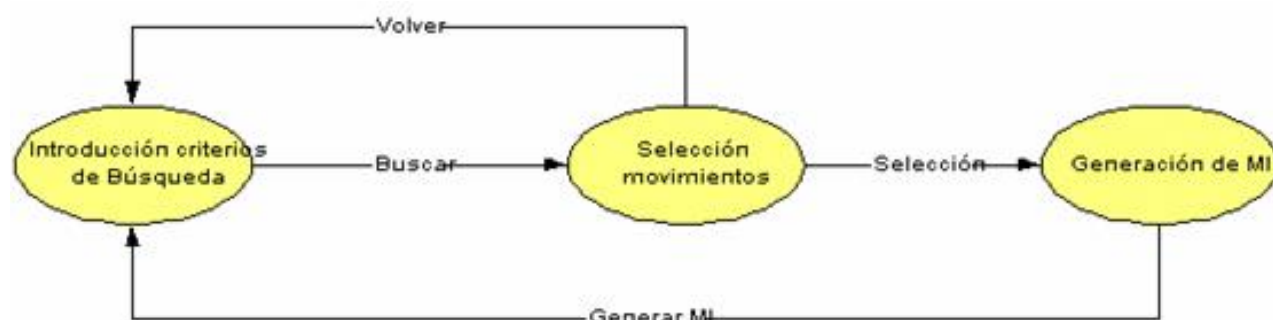 Volver
Introducción criterios
de Búsqueda
Buscar
Selección
movimientos
Selección
Generación de MI
Generar MI